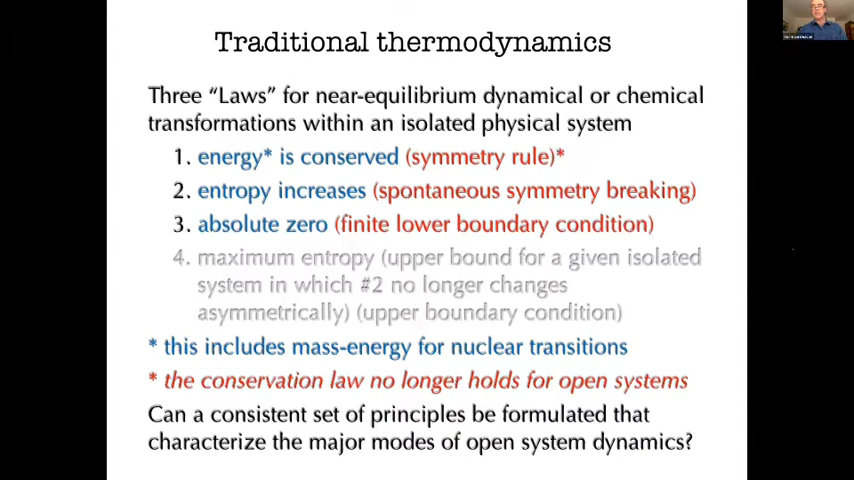 Traditional thermodynamics
Three “Laws” for near-equilibrium dynamical or chemical
transformations within an isolated physical system
1. energy* is conserved (symmetry rule)*
2. entropy increases (spontaneous symmetry breaking)
3. absolute zero (finite lower boundary condition)
4. maximum entropy (upper bound for a given isolated
system in which #2 no longer changes
asymmetrically) (upper boundary condition)
* this includes mass-energy for nuclear transitions
* the conservation law no longer holds for open systems
Can a consistent set of principles be formulated that
characterize the major modes of open system dynamics?